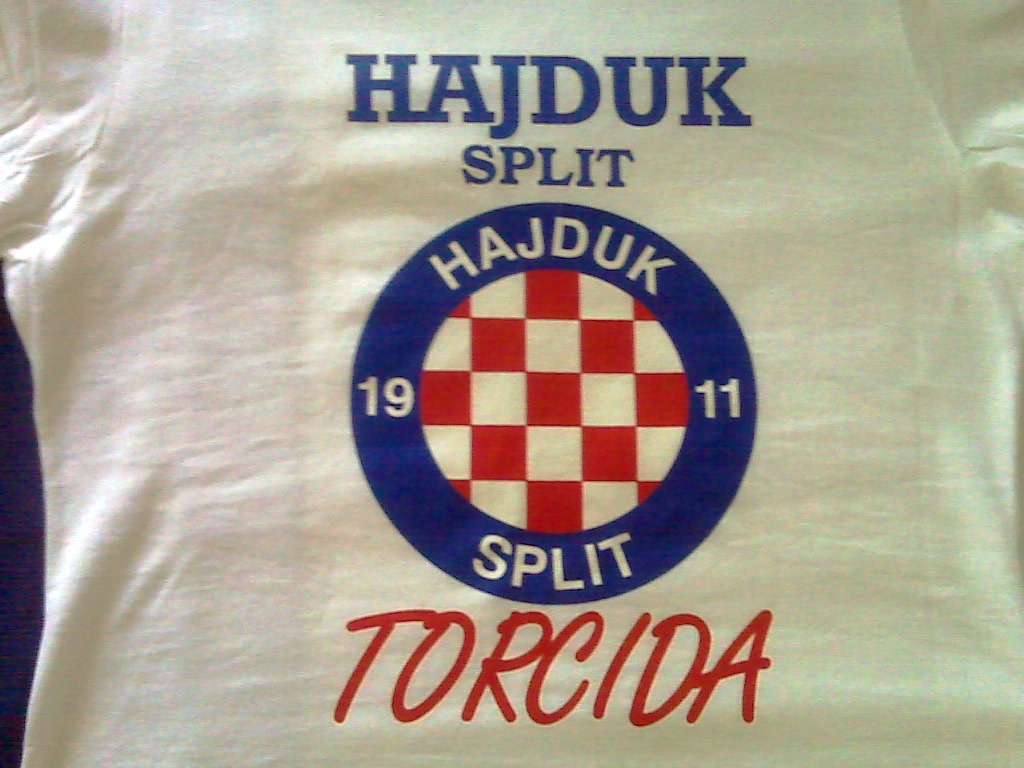 HAJDUK
SPLIT
HAJDUK
19 11
SPLIT
TORCIDA